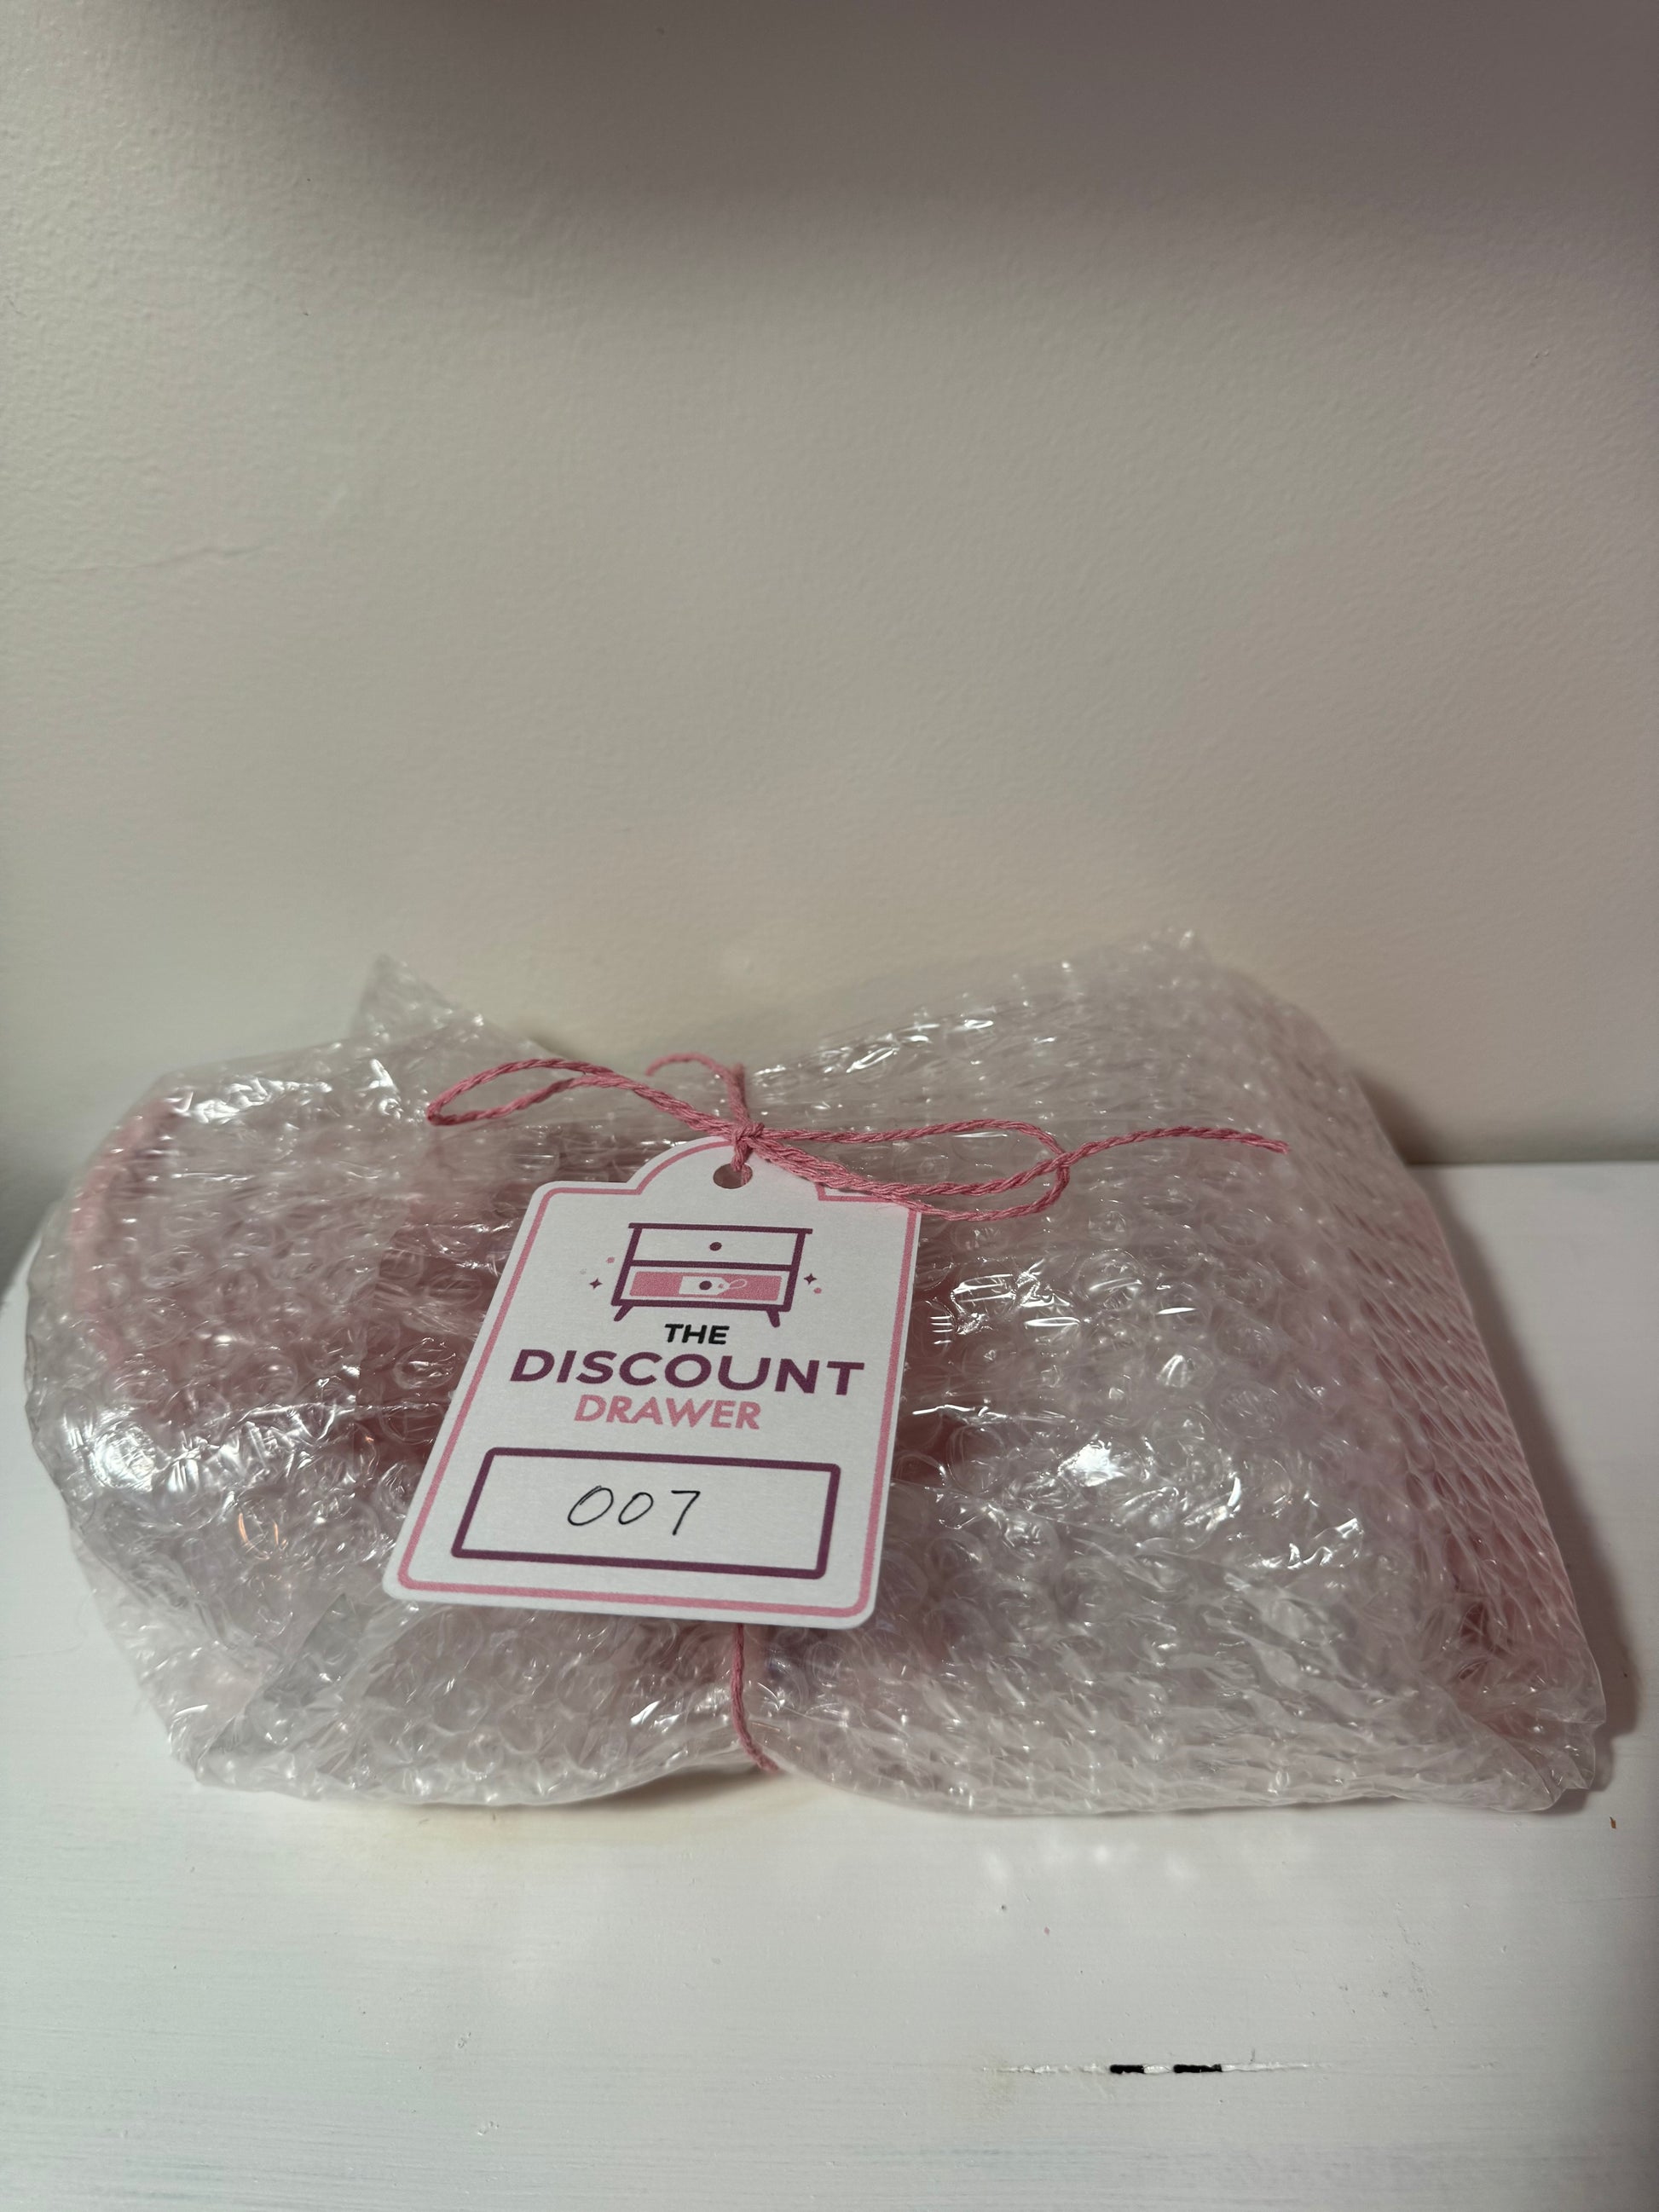 THE
DISCOUNT
DRAWER
007